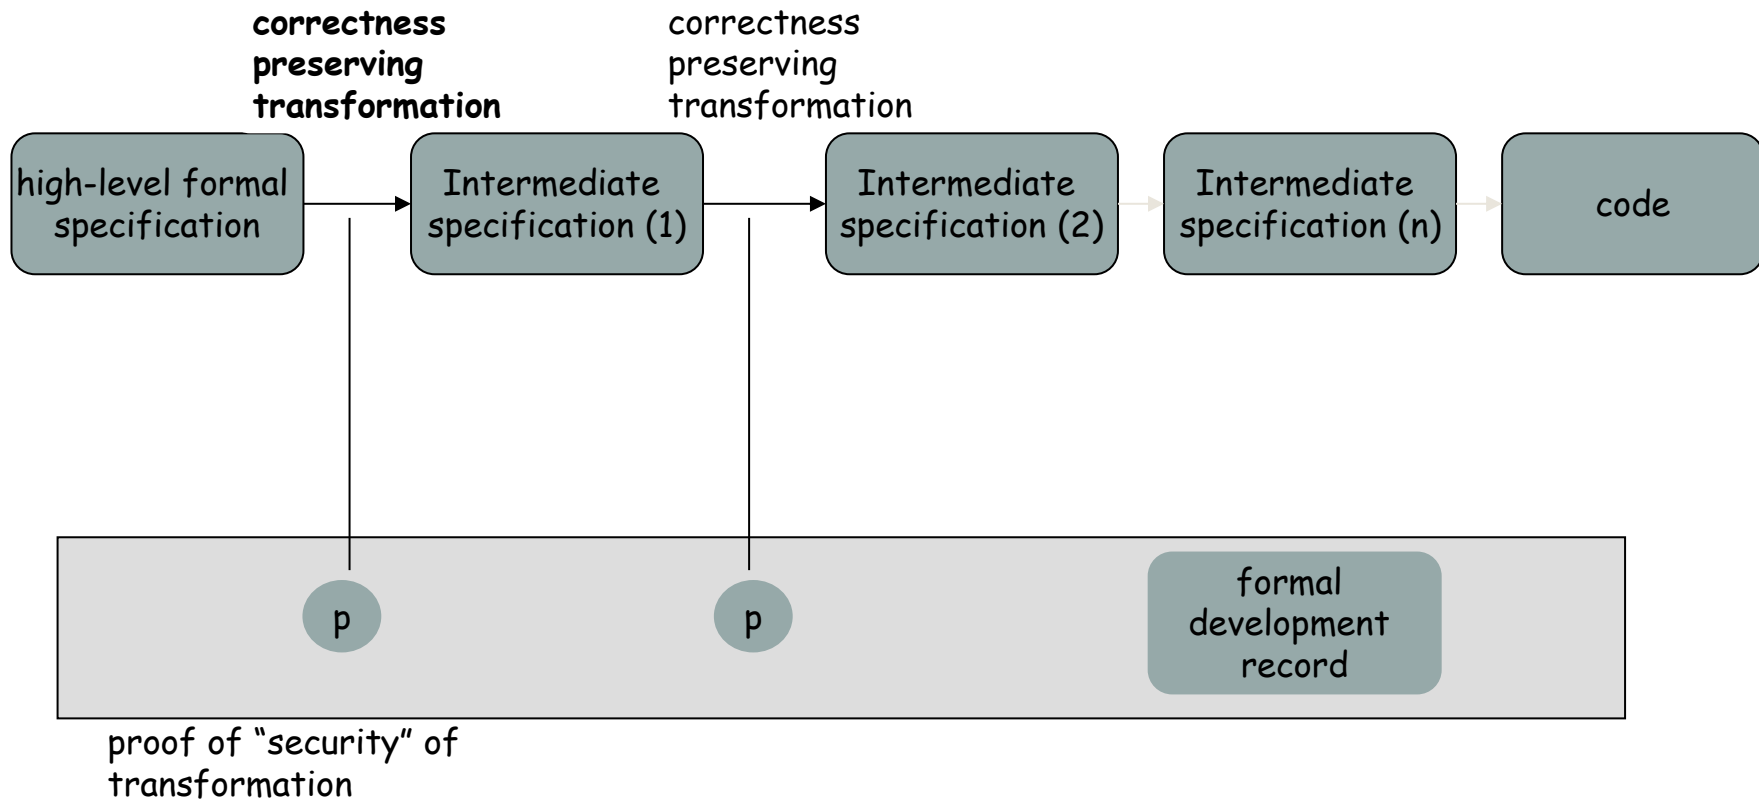 correctness
preserving
transformation
correctness
preserving
transformation
high-level formal
specification
Intermediate
specification (1)
Intermediate
specification (2)
Intermediate
specification (n)
code
p
p
formal
development
record
proof of “security” of
transformation